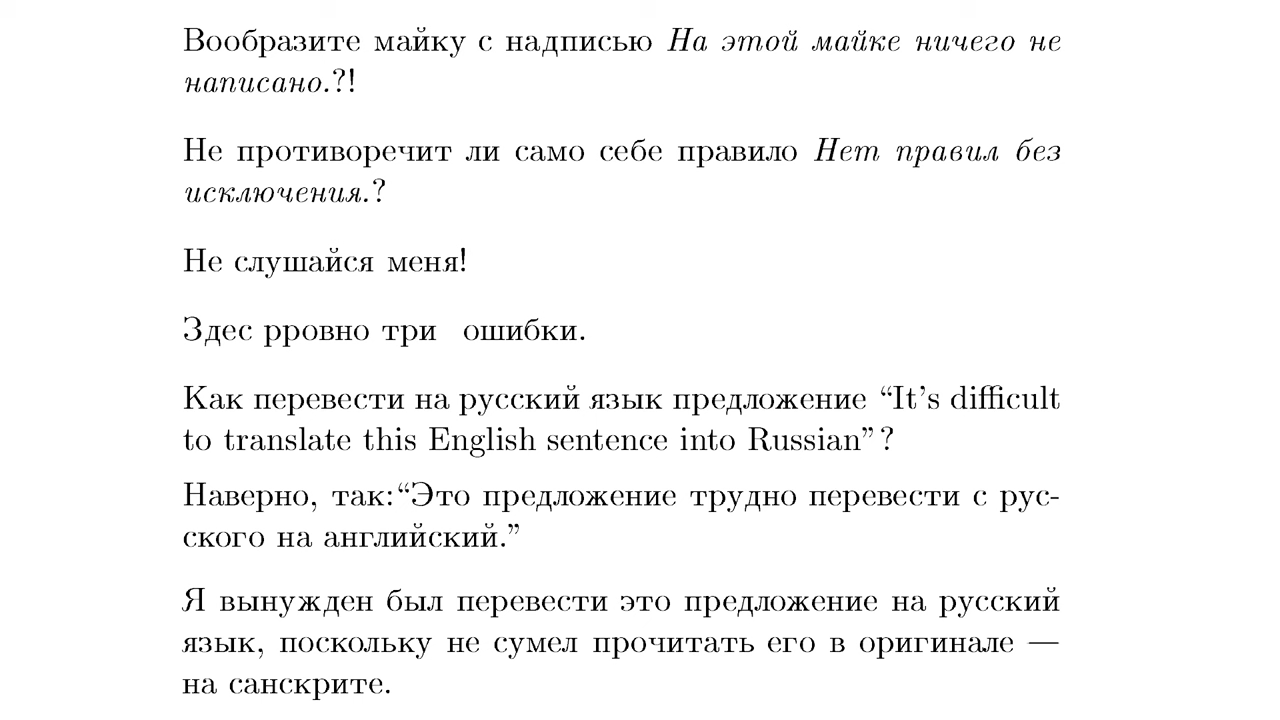 Вообразите майку с надписью На этой майке ничего не
написано.?!
Не противоречит ли само себе правило Нет правил без
исключения.?
Не слушайся меня!
Здес рровно три  ошибки.
Как перевести на русский язык предложение “It’s difficult
to translate this English sentence into Russian”?
Наверно, так:“Это предложение трудно перевести с рус-
ского на английский.”
Я вынужден был перевести это предложение на русский
язык, поскольку не сумел прочитать его в оригинале —
на санскрите.